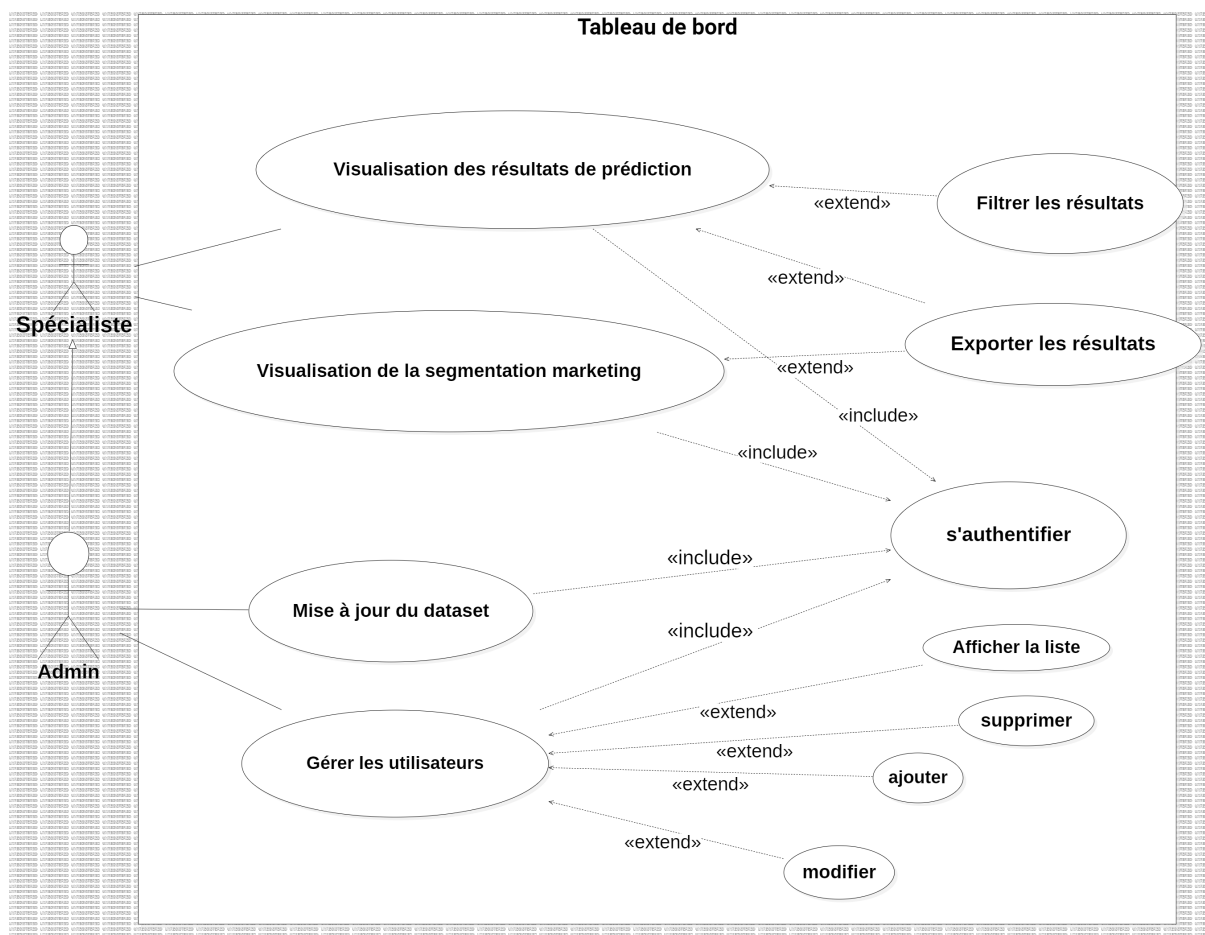 Tableau de bord
Visualisation des résultats de prédiction
«extend»
Filtrer les résultats
«extend»
Spécialiste
Exporter les résultats
Visualisation de la segmentation marketing
«extend»
«include»
«include»
s'authentifier
«include»
Mise à jour du dataset
«include»
Afficher la liste
Admin
«extend»
supprimer
«extend»
Gérer les utilisateurs
ajouter
«extend»
«extend»
modifier